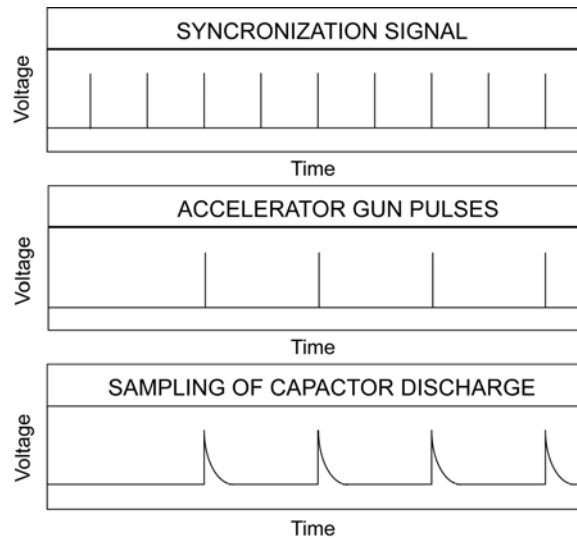 SYNCRONIZATION SIGNAL
Voltage
Time
ACCELERATOR GUN PULSES
Voltage
Time
SAMPLING OF CAPACTOR DISCHARGE
Voltage
Time